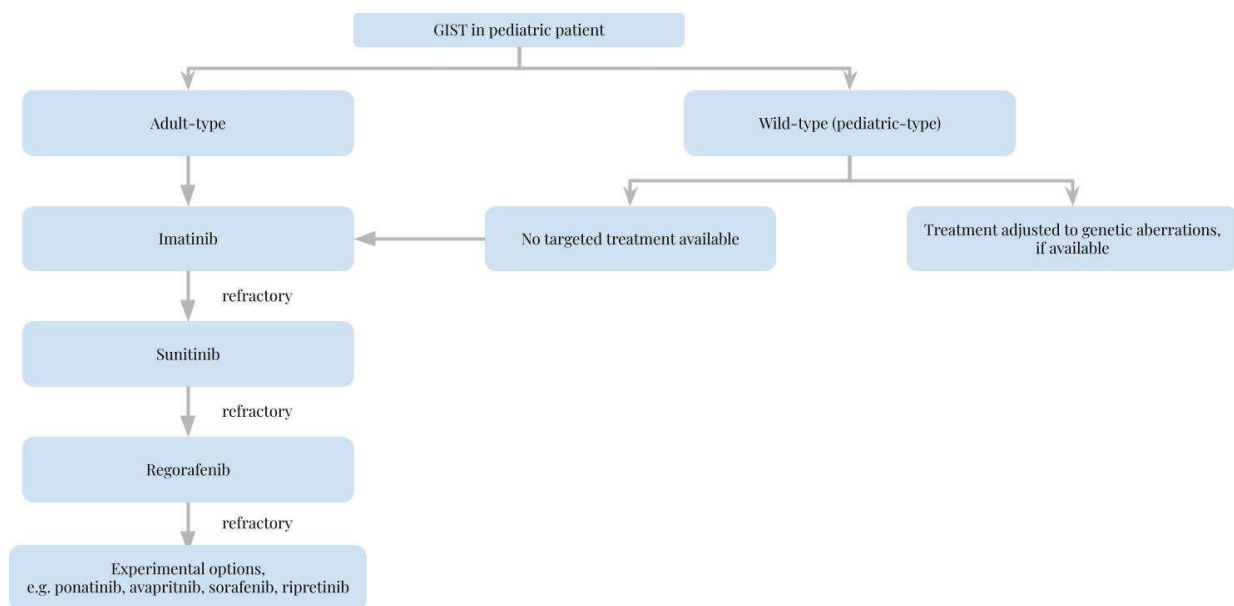 GIST in pediatric patient
Adult-type
Wild-type (pediatric-type)
Imatinib
No targeted treatment available
Treatment adjusted to genetic aberrations,
if available
refractory
Sunitinib
refractory
Regorafenib
refractory
Experimental options,
e.g. ponatinib, avapritnib, sorafenib, ripretinib